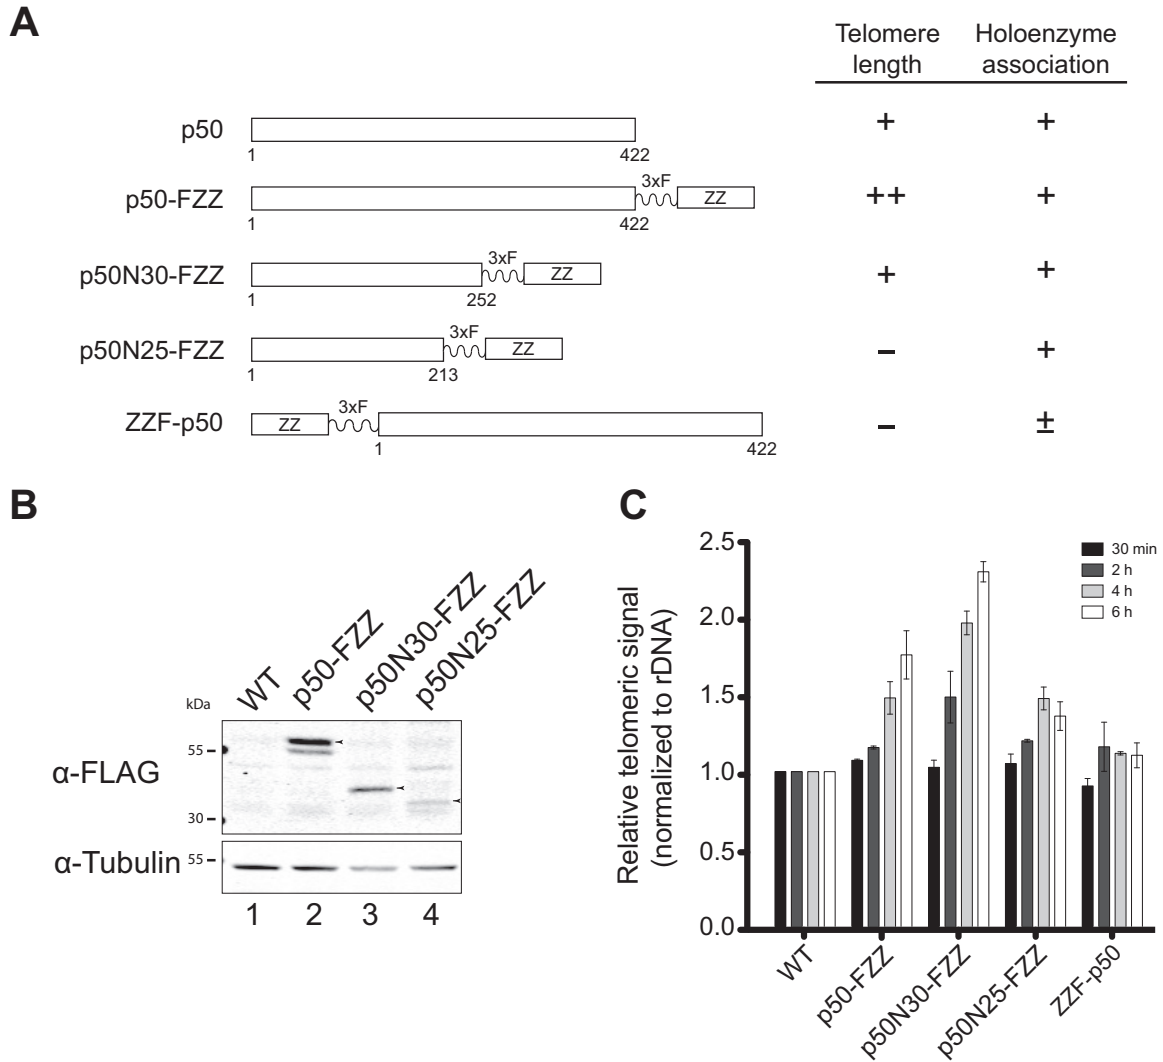 A
Telomere length
Holoenzyme association
p50
1
422
+
+
p50-FZZ
3xF
ZZ
1
422
++
+
p50N30-FZZ
3xF
ZZ
1
252
+
+
p50N25-FZZ
3xF
ZZ
1
213
–
+
ZZF-p50
ZZ
3xF
1
422
–
±
B
WT
p50-FZZ
p50N30-FZZ
p50N25-FZZ
kDa
55
30
α-FLAG
55
α-Tubulin
1 2 3 4
C
Relative telomeric signal
(normalized to rDNA)
2.5
2.0
1.5
1.0
0.5
0.0
30 min
2 h
4 h
6 h
WT
p50-FZZ
p50N30-FZZ
p50N25-FZZ
ZZF-p50